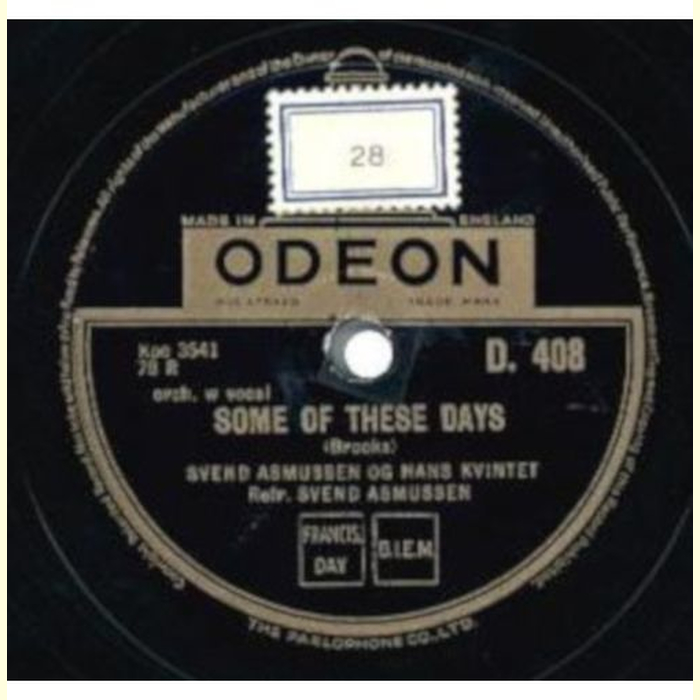 28
MADE IN ENGLAND
ODEON
TRADE MARK
Kpo 3541
78 R
D. 408
orch. w vocal
SOME OF THESE DAYS
(Brooks)
SVEND ASMUSSEN OG HANS KVINTET
Refr. SVEND ASMUSSEN
FRANCIS,
DAY
B.I.E.M.
THE PARLOPHONE CO., LTD.